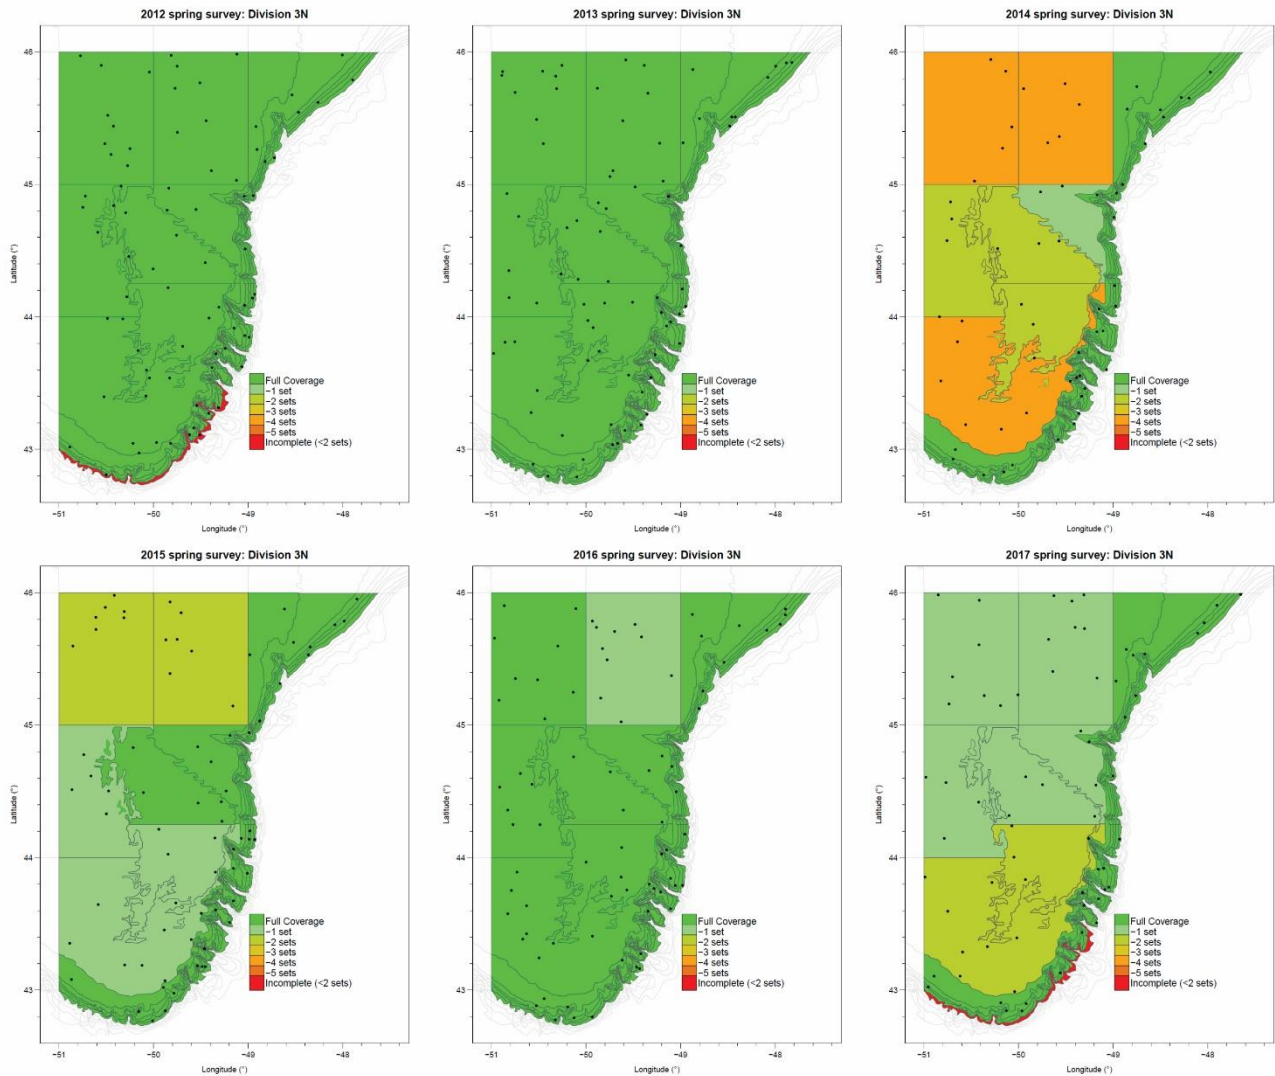 2012 spring survey: Division 3N
46
45
44
43
Latitude (°)
−51
−50
−49
−48
Longitude (°)
Full Coverage
−1 set
−2 sets
−3 sets
−4 sets
−5 sets
Incomplete (<2 sets)
2013 spring survey: Division 3N
46
45
44
43
Latitude (°)
−51
−50
−49
−48
Longitude (°)
Full Coverage
−1 set
−2 sets
−3 sets
−4 sets
−5 sets
Incomplete (<2 sets)
2014 spring survey: Division 3N
46
45
44
43
Latitude (°)
−51
−50
−49
−48
Longitude (°)
Full Coverage
−1 set
−2 sets
−3 sets
−4 sets
−5 sets
Incomplete (<2 sets)
2015 spring survey: Division 3N
46
45
44
43
Latitude (°)
−51
−50
−49
−48
Longitude (°)
Full Coverage
−1 set
−2 sets
−3 sets
−4 sets
−5 sets
Incomplete (<2 sets)
2016 spring survey: Division 3N
46
45
44
43
Latitude (°)
−51
−50
−49
−48
Longitude (°)
Full Coverage
−1 set
−2 sets
−3 sets
−4 sets
−5 sets
Incomplete (<2 sets)
2017 spring survey: Division 3N
46
45
44
43
Latitude (°)
−51
−50
−49
−48
Longitude (°)
Full Coverage
−1 set
−2 sets
−3 sets
−4 sets
−5 sets
Incomplete (<2 sets)